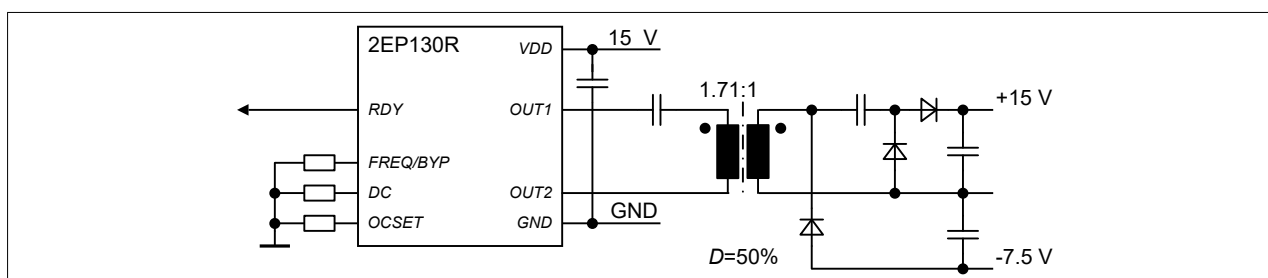 2EP130R
VDD
15 V
1.71:1
RDY
OUT1
+15 V
FREQ/BYP
DC
OUT2
OCSET
GND
GND
D=50%
-7.5 V